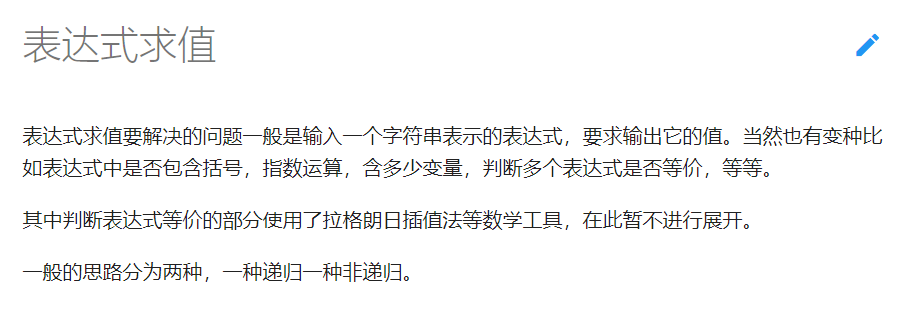 表达式求值
表达式求值要解决的问题一般是输入一个字符串表示的表达式，要求输出它的值。当然也有变种比
如表达式中是否包含括号，指数运算，含多少变量，判断多个表达式是否等价，等等。
其中判断表达式等价的部分使用了拉格朗日插值法等数学工具，在此暂不进行展开。
一般的思路分为两种，一种递归一种非递归。